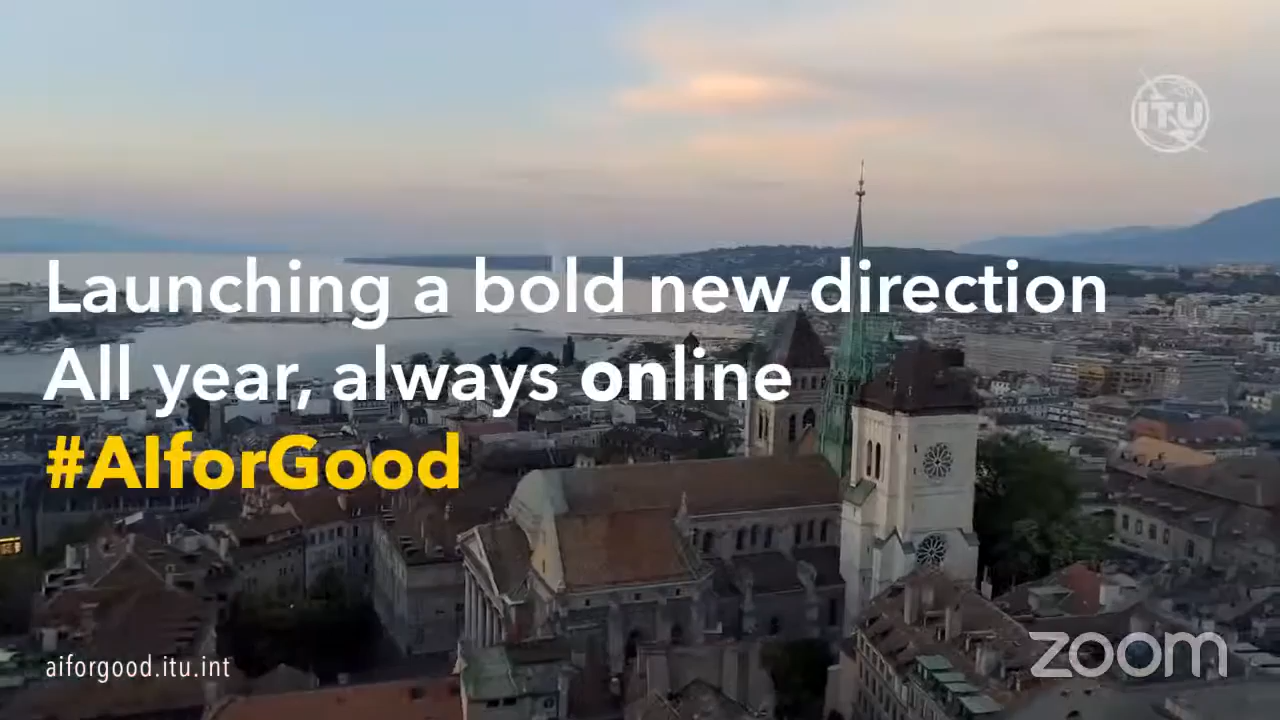 ITU
Launching a bold new direction
All year, always online
#AIforGood
aiforgood.itu.int
zoom